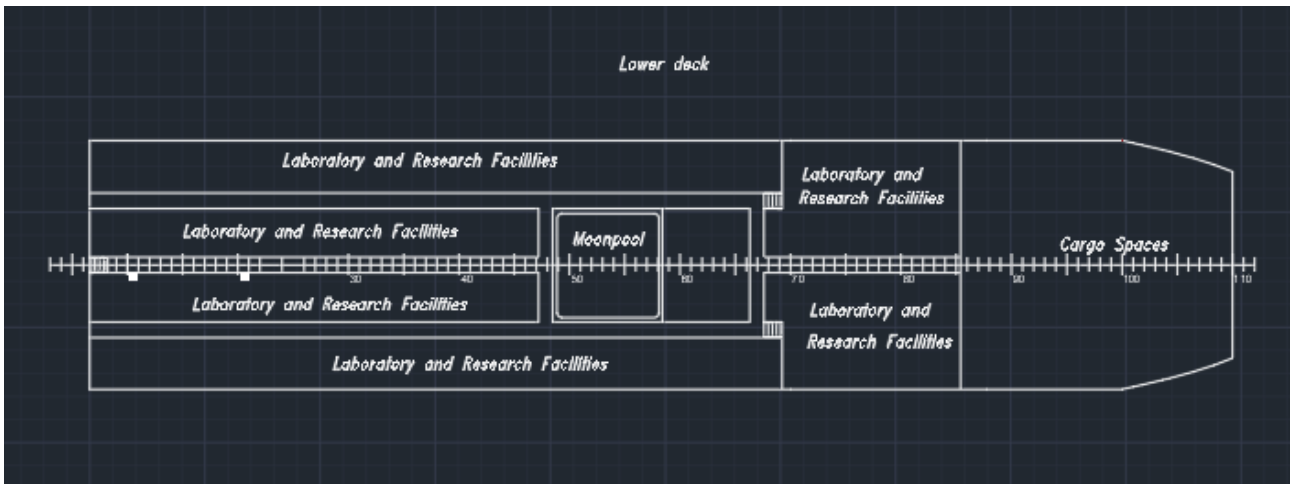 Lower deck
Laboratory and Research Facilities
Laboratory and
Research Facilities
Laboratory and Research Facilities
Moonpool
Cargo Spaces
30 40 50 60 70 80 90 100 110
Laboratory and Research Facilities
Laboratory and
Research Facilities
Laboratory and Research Facilities